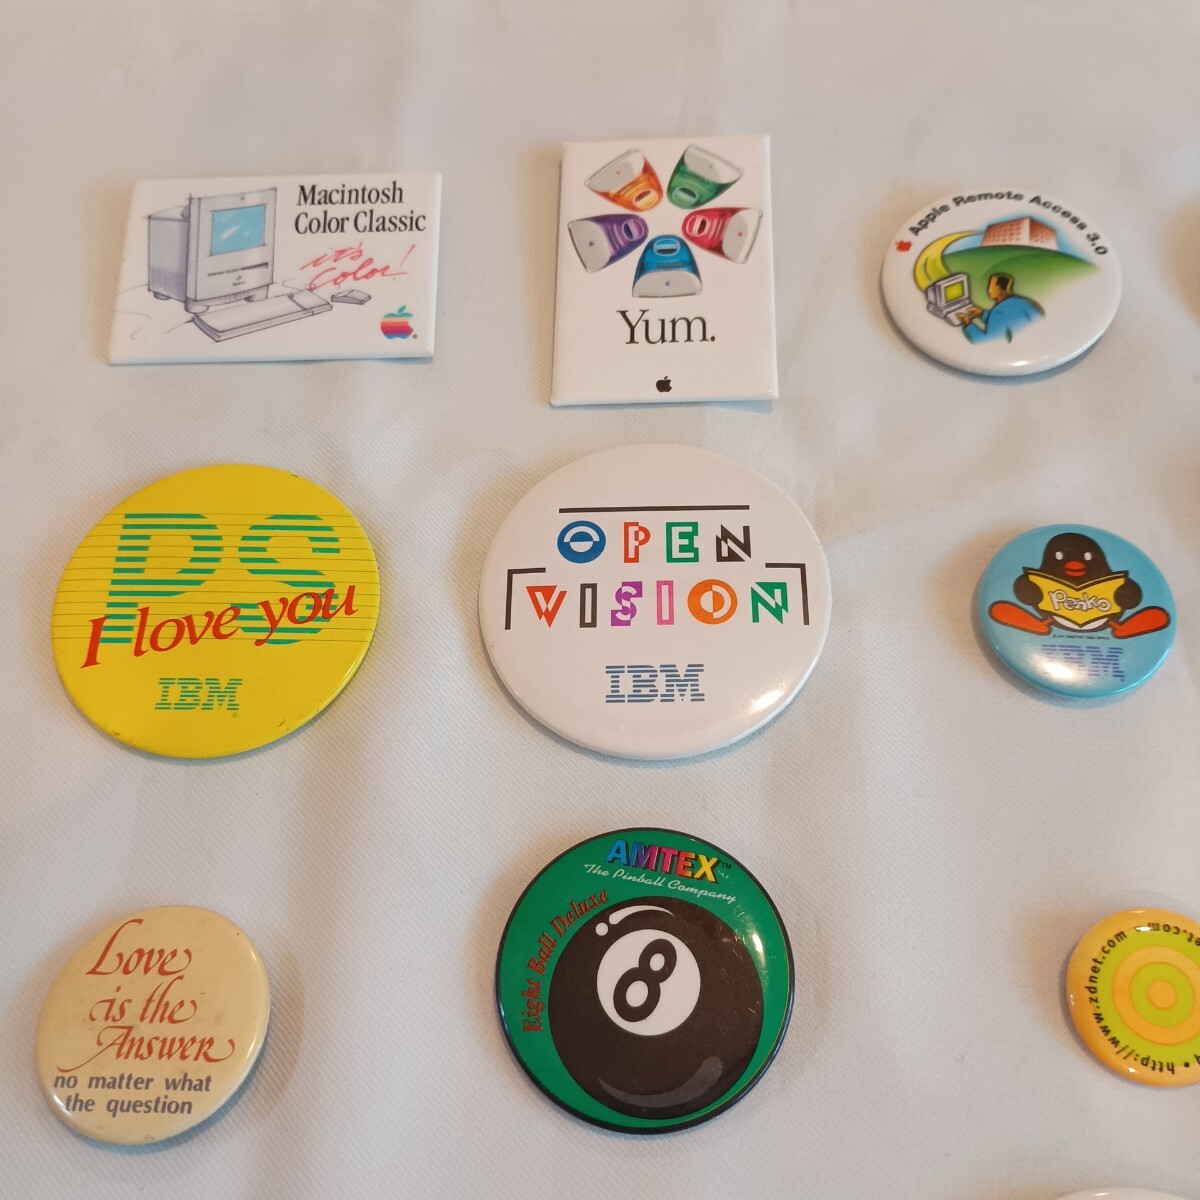 Macintosh
Color Classic
it's
Color!
Yum.
Apple Remote Access 3.0
PS
I love you
IBM
OPEN
VISION
IBM
Penko
IBM
Love
is the
Answer
no matter what
the question
AMTEX™
The Pinball Company
Eight Ball Deluxe
8
http://www.zdnet.com